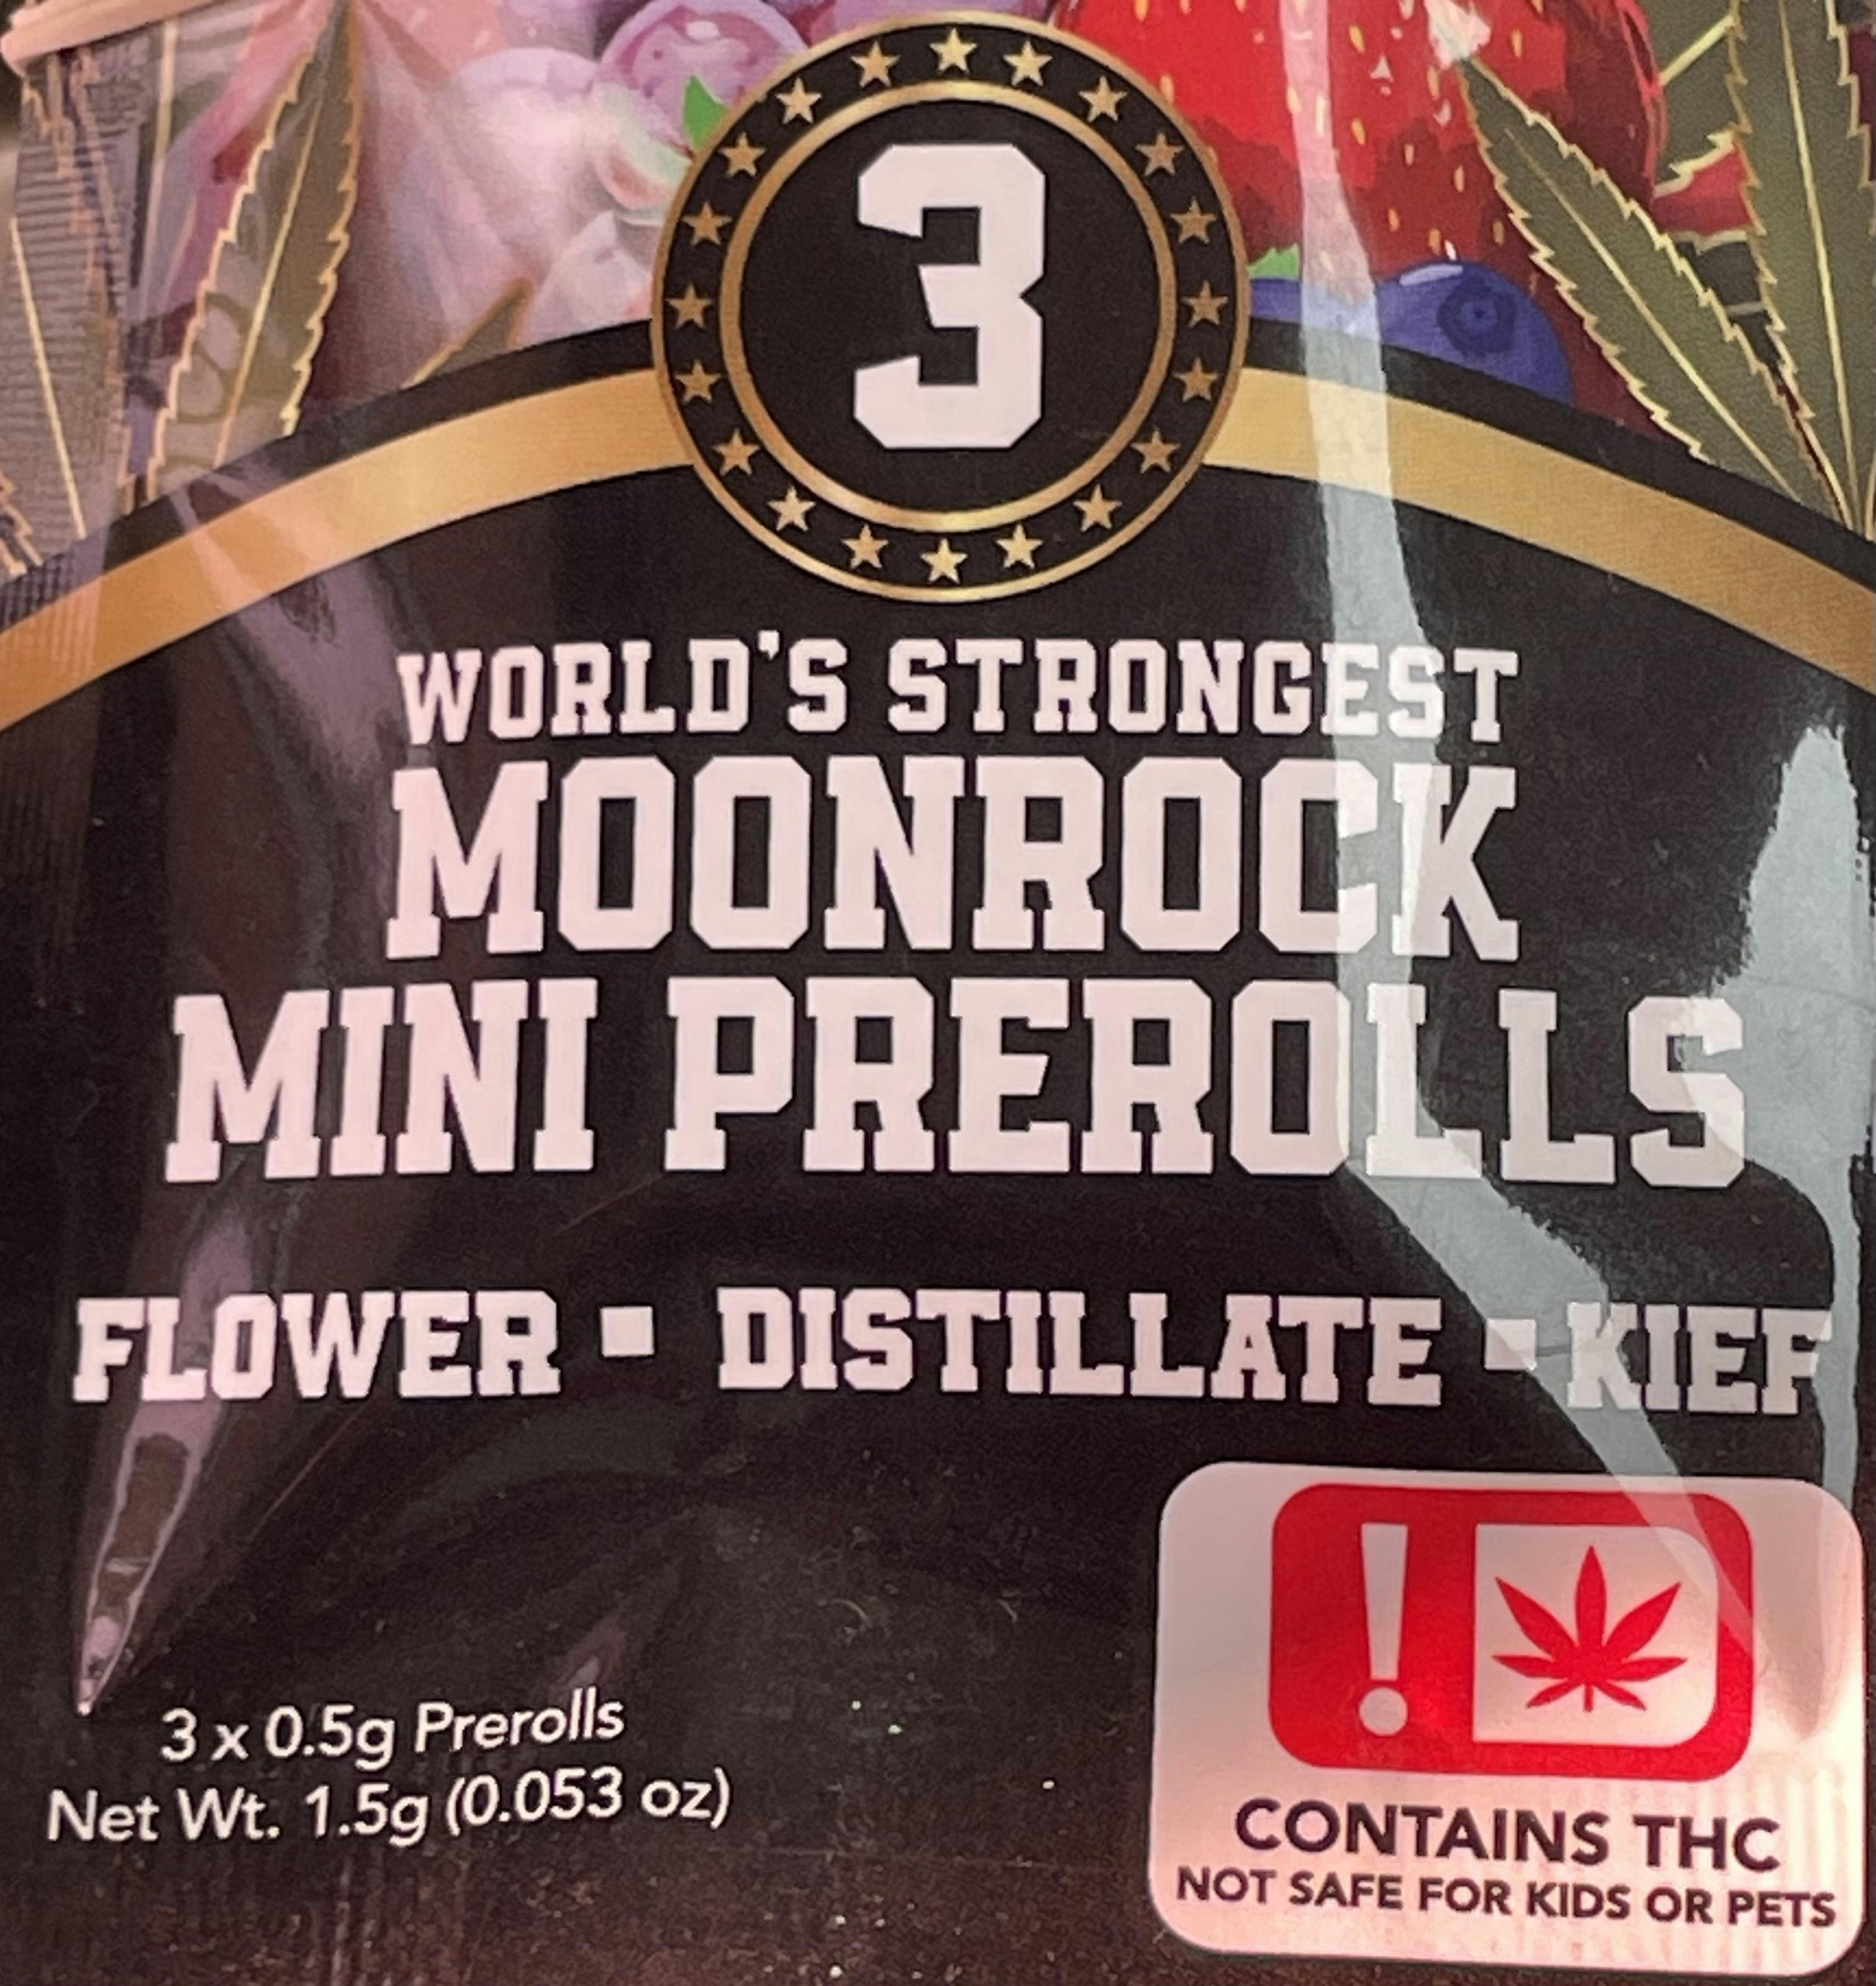 3
WORLD'S STRONGEST
MOONROCK
MINI PREROLLS
FLOWER ▪ DISTILLATE ▪ KIEF
3 x 0.5g Prerolls
Net Wt. 1.5g (0.053 oz)
!
CONTAINS THC
NOT SAFE FOR KIDS OR PETS